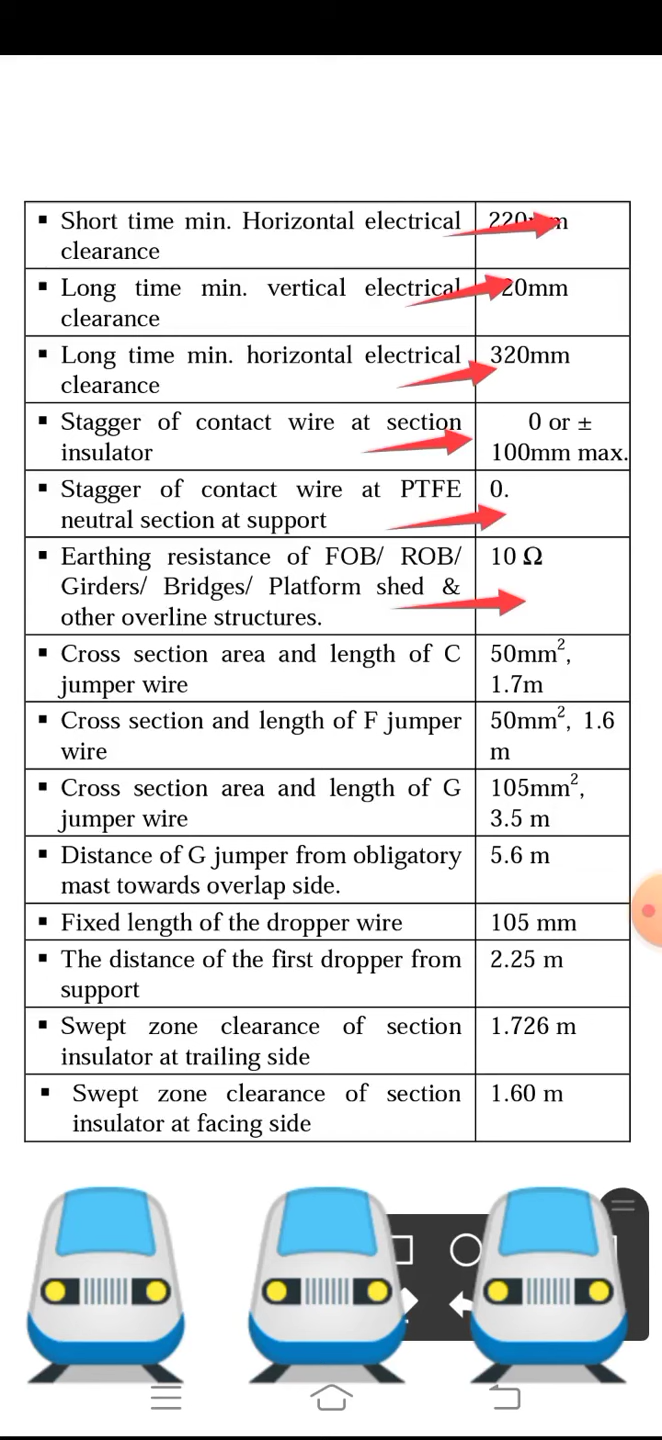 ▪ Short time min. Horizontal electrical
clearance
▪ Long time min. vertical electrical
clearance
20mm
▪ Long time min. horizontal electrical
clearance
320mm
▪ Stagger of contact wire at section
insulator
0 or ±
100mm max.
▪ Stagger of contact wire at PTFE
neutral section at support
0.
▪ Earthing resistance of FOB/ ROB/
Girders/ Bridges/ Platform shed &
other overline structures.
10 Ω
▪ Cross section area and length of C
jumper wire
50mm²,
1.7m
▪ Cross section and length of F jumper
wire
50mm², 1.6
m
▪ Cross section area and length of G
jumper wire
105mm²,
3.5 m
▪ Distance of G jumper from obligatory
mast towards overlap side.
5.6 m
▪ Fixed length of the dropper wire
105 mm
▪ The distance of the first dropper from
support
2.25 m
▪ Swept zone clearance of section
insulator at trailing side
1.726 m
▪ Swept zone clearance of section
insulator at facing side
1.60 m